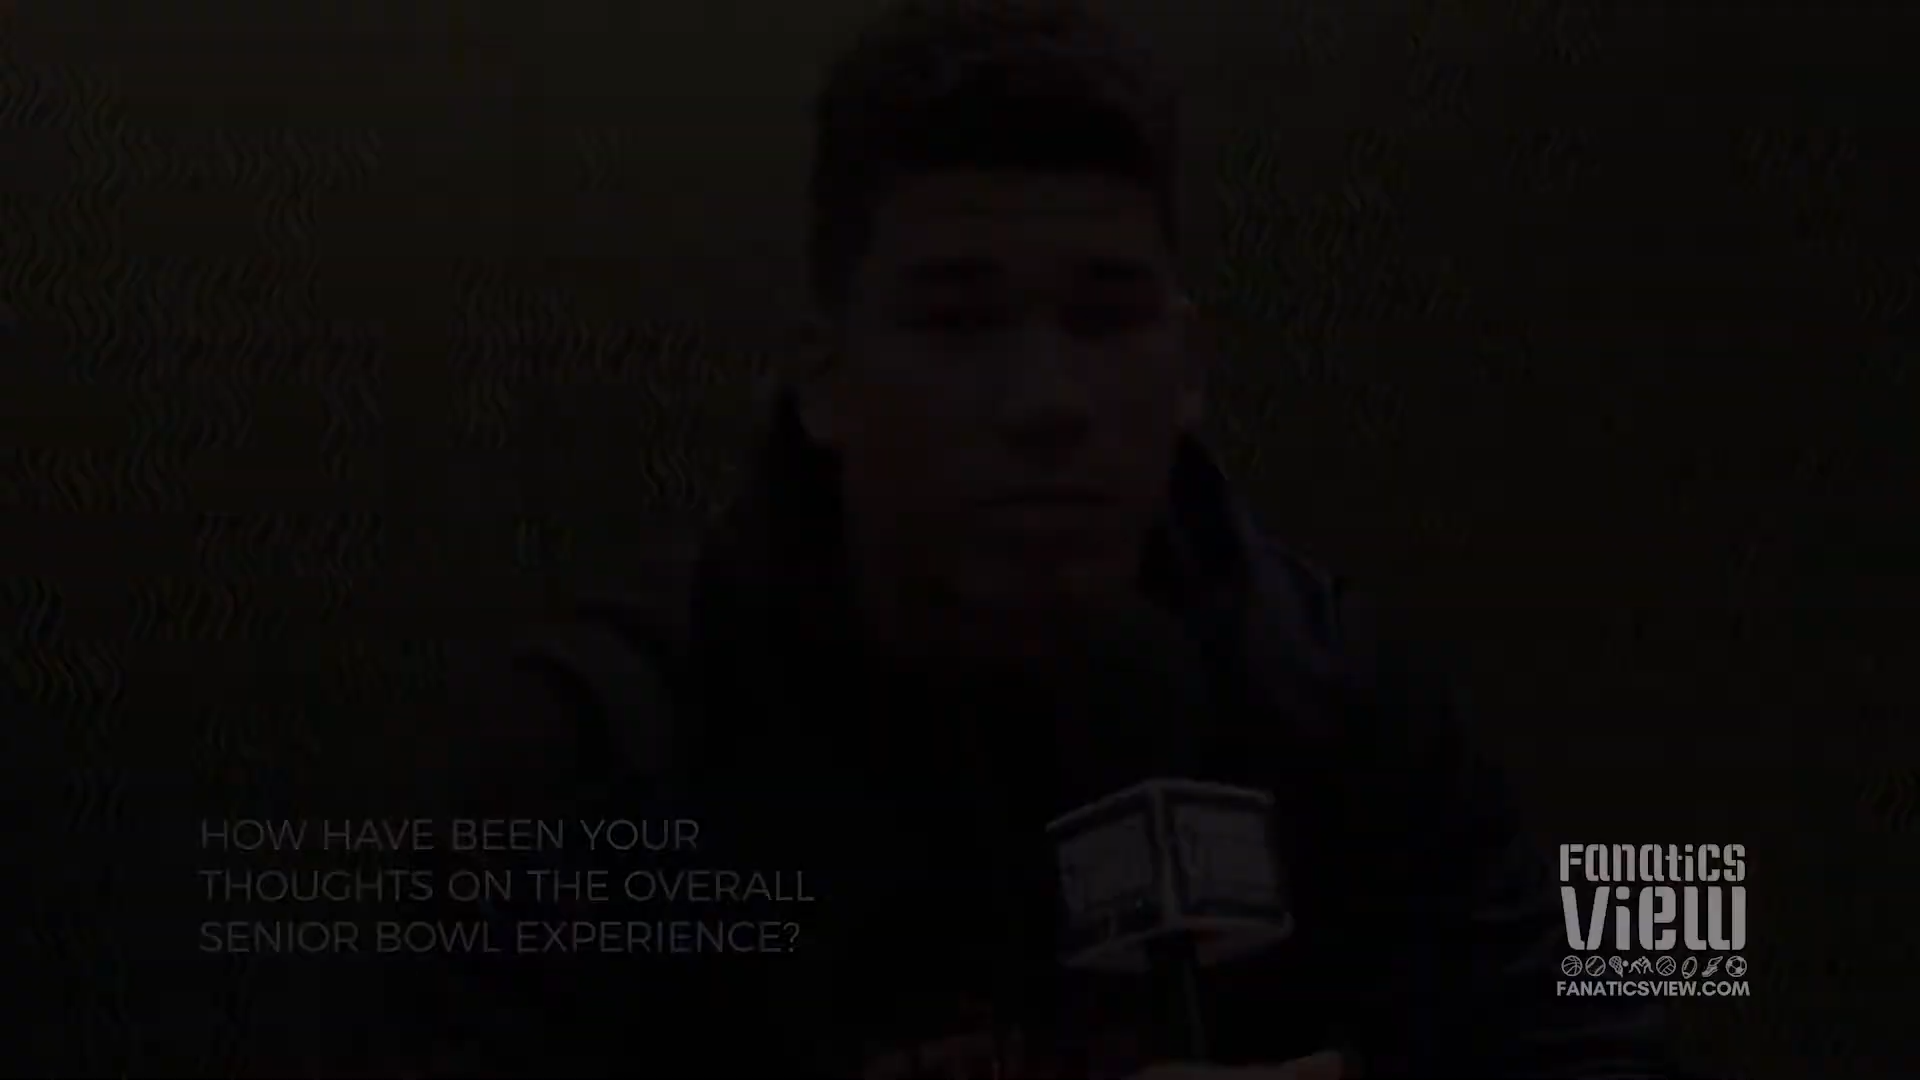 HOW HAVE BEEN YOUR
THOUGHTS ON THE OVERALL
SENIOR BOWL EXPERIENCE?
FANATICS
VIEW
FANATICSVIEW.COM